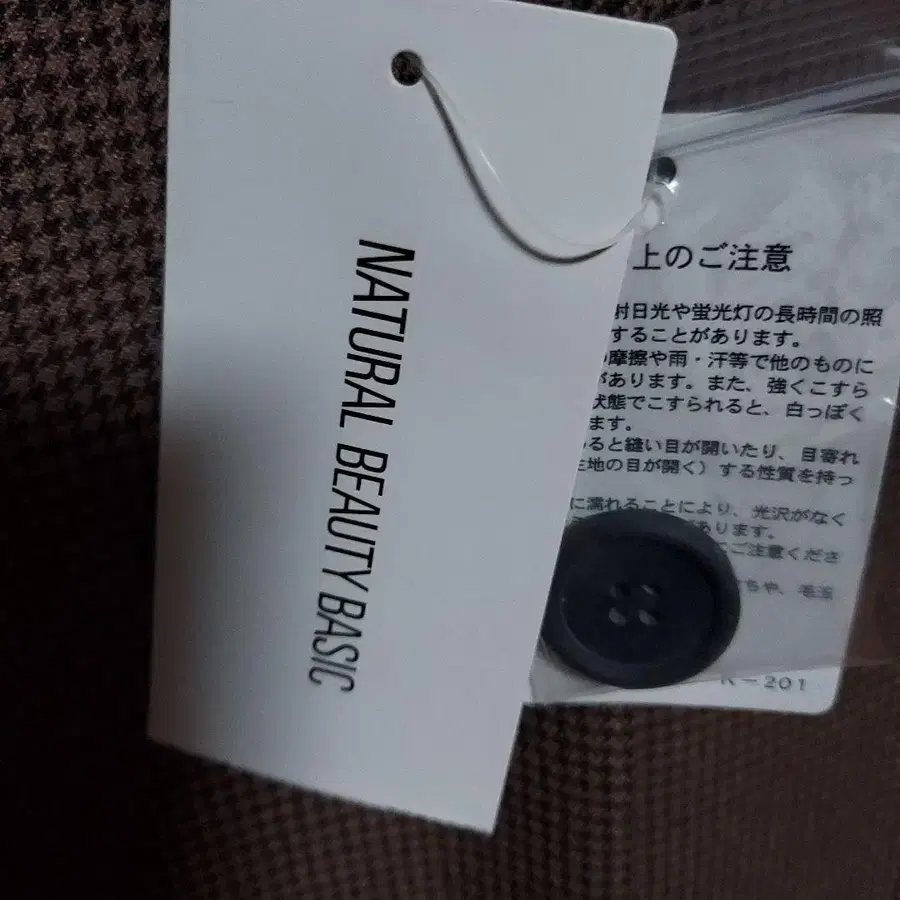 NATURAL BEAUTY BASIC
上のご注意
射日光や蛍光灯の長時間の照
することがあります。
摩擦や雨・汗等で他のものに
があります。また、強くこすら
状態でこすられると、白っぽく
ます。
ると縫い目が開いたり、目寄れ
地の目が開く)する性質を持っ
に濡れることにより、光沢がなく
あります。
ご注意くださ
や、毛玉
K-201